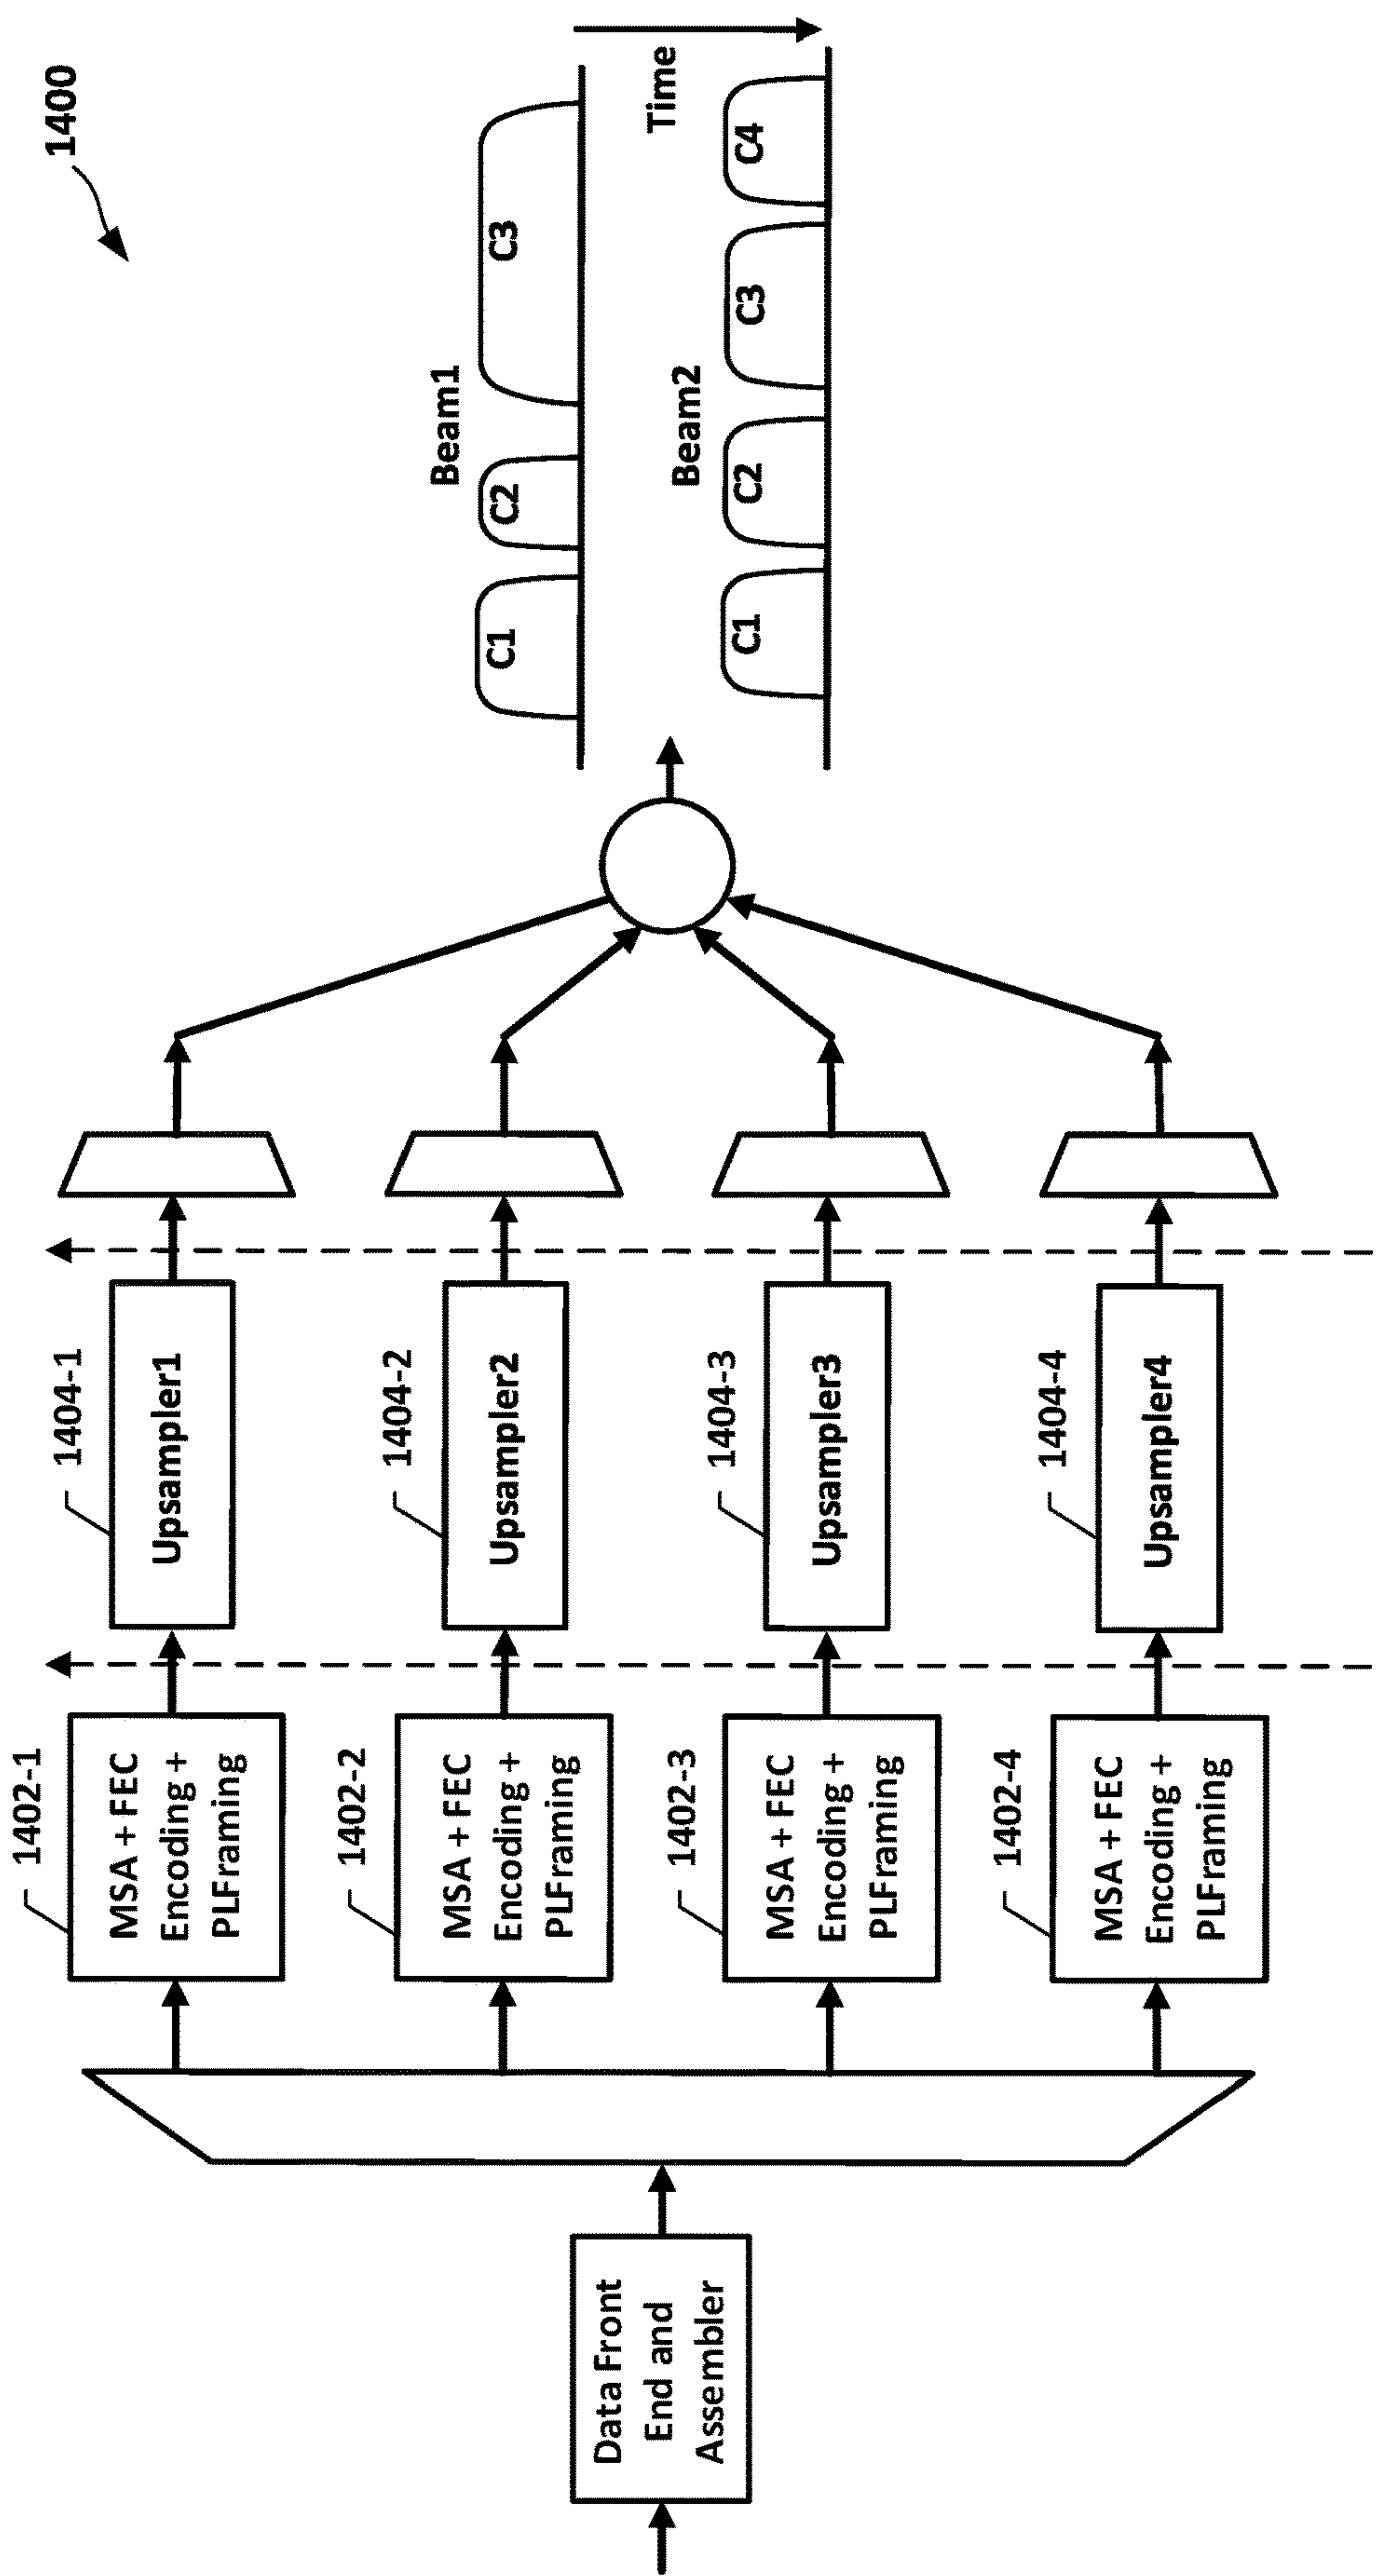 1400
Data Front
End and
Assembler
1402-1
MSA + FEC
Encoding +
PLFraming
1402-2
MSA + FEC
Encoding +
PLFraming
1402-3
MSA + FEC
Encoding +
PLFraming
1402-4
MSA + FEC
Encoding +
PLFraming
1404-1
Upsampler1
1404-2
Upsampler2
1404-3
Upsampler3
1404-4
Upsampler4
Beam1
C1 C2 C3
Time
Beam2
C1 C2 C3 C4